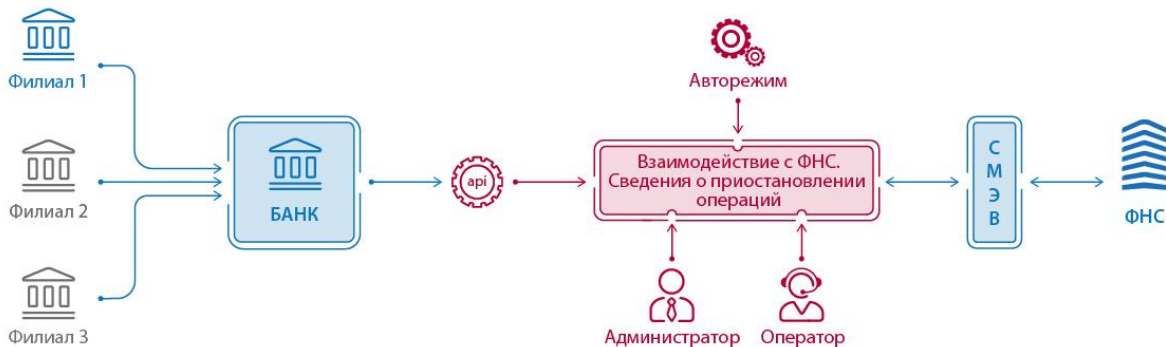 Филиал 1
Филиал 2
Филиал 3
БАНК
api
Авторежим
Взаимодействие с ФНС.
Сведения о приостановлении
операций
Администратор
Оператор
С
М
Э
В
ФНС